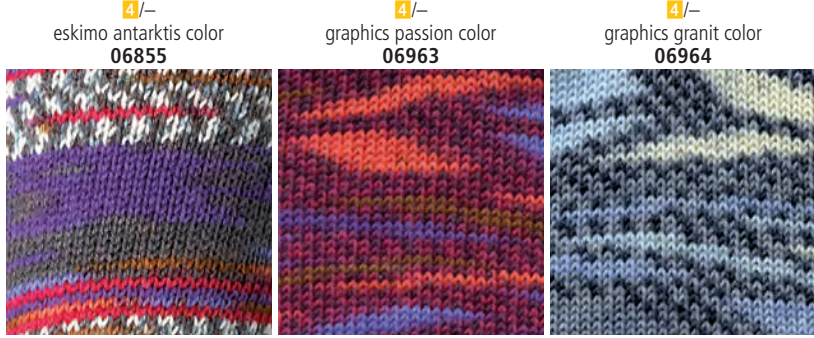 4/–
eskimo antarktis color
06855
4/–
graphics passion color
06963
4/–
graphics granit color
06964